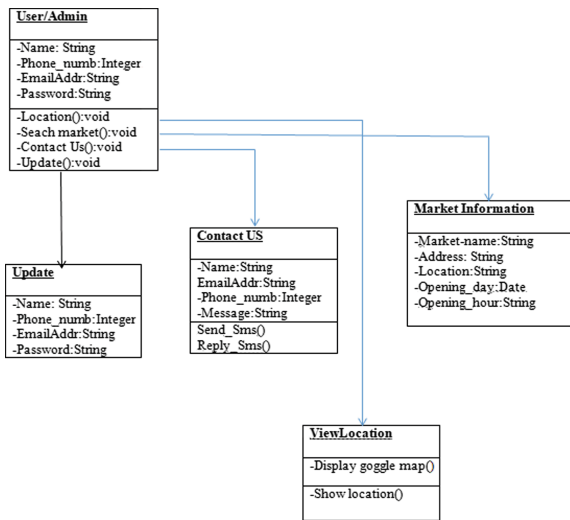 User/Admin
-Name: String
-Phone_numb:Integer
-EmailAddr:String
-Password:String
-Location():void
-Seach market():void
-Contact Us():void
-Update():void
Update
-Name: String
-Phone_numb:Integer
-EmailAddr:String
-Password:String
Contact US
-Name:String
EmailAddr:String
-Phone_numb:Integer
-Message:String
Send_Sms()
Reply_Sms()
Market Information
-Market-name:String
-Address: String
-Location:String
-Opening_day:Date
-Opening_hour:String
ViewLocation
-Display goggle map()
-Show location()